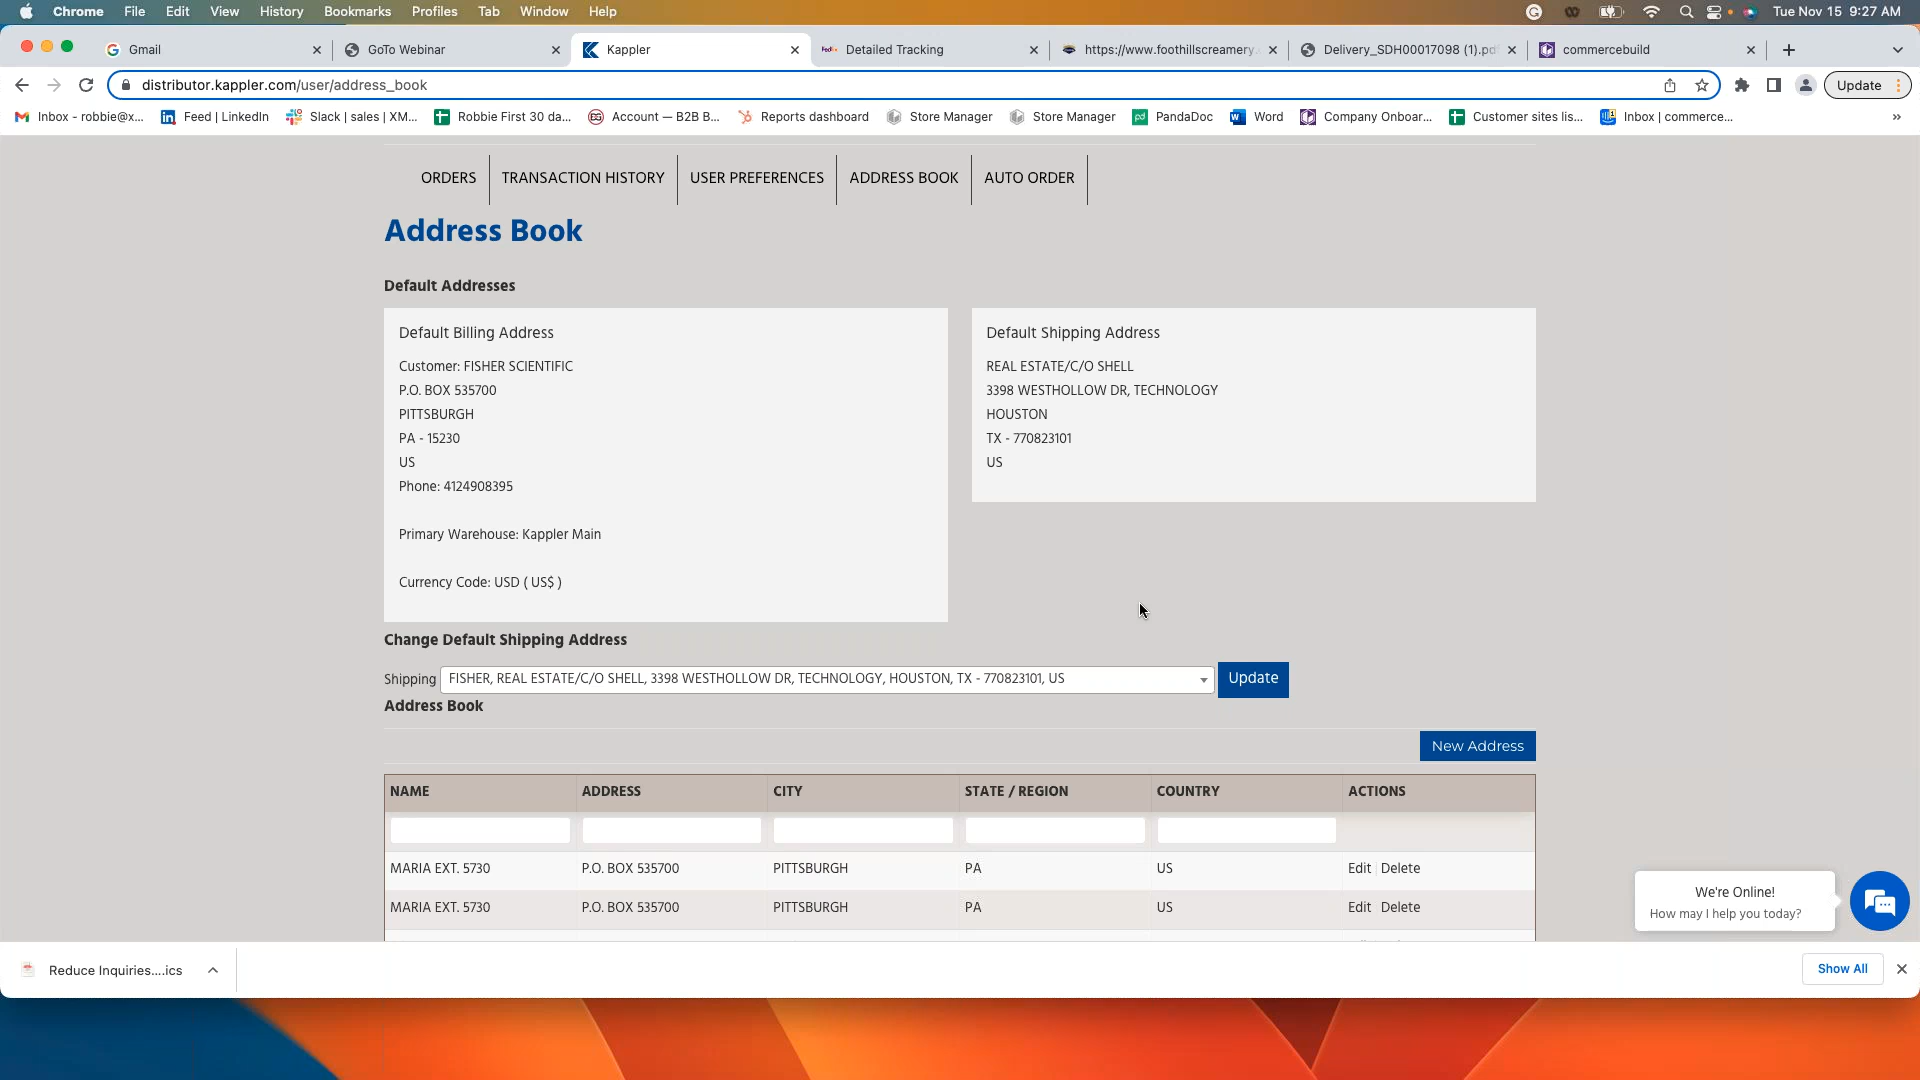 Chrome File Edit View History Bookmarks Profiles Tab Window Help Tue Nov 15 9:27 AM
Gmail GoTo Webinar Kappler Detailed Tracking https://www.foothillscreamery. Delivery_SDH00017098 (1).pd commercebuild
distributor.kappler.com/user/address_book Update
Inbox - robbie@x... Feed | LinkedIn Slack | sales | XM... Robbie First 30 da... Account — B2B B... Reports dashboard Store Manager Store Manager PandaDoc Word Company Onboar... Customer sites lis... Inbox | commerce... »
ORDERS TRANSACTION HISTORY USER PREFERENCES ADDRESS BOOK AUTO ORDER
Address Book
Default Addresses
Default Billing Address
Customer: FISHER SCIENTIFIC
P.O. BOX 535700
PITTSBURGH
PA - 15230
US
Phone: 4124908395
Primary Warehouse: Kappler Main
Currency Code: USD ( US$ )
Default Shipping Address
REAL ESTATE/C/O SHELL
3398 WESTHOLLOW DR, TECHNOLOGY
HOUSTON
TX - 770823101
US
Change Default Shipping Address
Shipping FISHER, REAL ESTATE/C/O SHELL, 3398 WESTHOLLOW DR, TECHNOLOGY, HOUSTON, TX - 770823101, US Update
Address Book
New Address
NAME ADDRESS CITY STATE / REGION COUNTRY ACTIONS
MARIA EXT. 5730 P.O. BOX 535700 PITTSBURGH PA US Edit Delete
MARIA EXT. 5730 P.O. BOX 535700 PITTSBURGH PA US Edit Delete
We're Online!
How may I help you today?
Reduce Inquiries....ics Show All